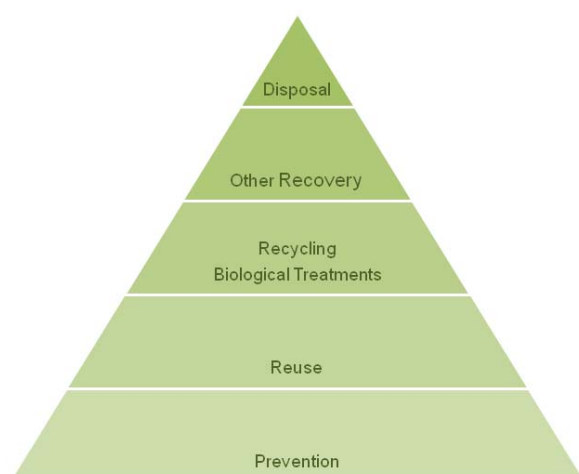 Disposal
Other Recovery
Recycling
Biological Treatments
Reuse
Prevention